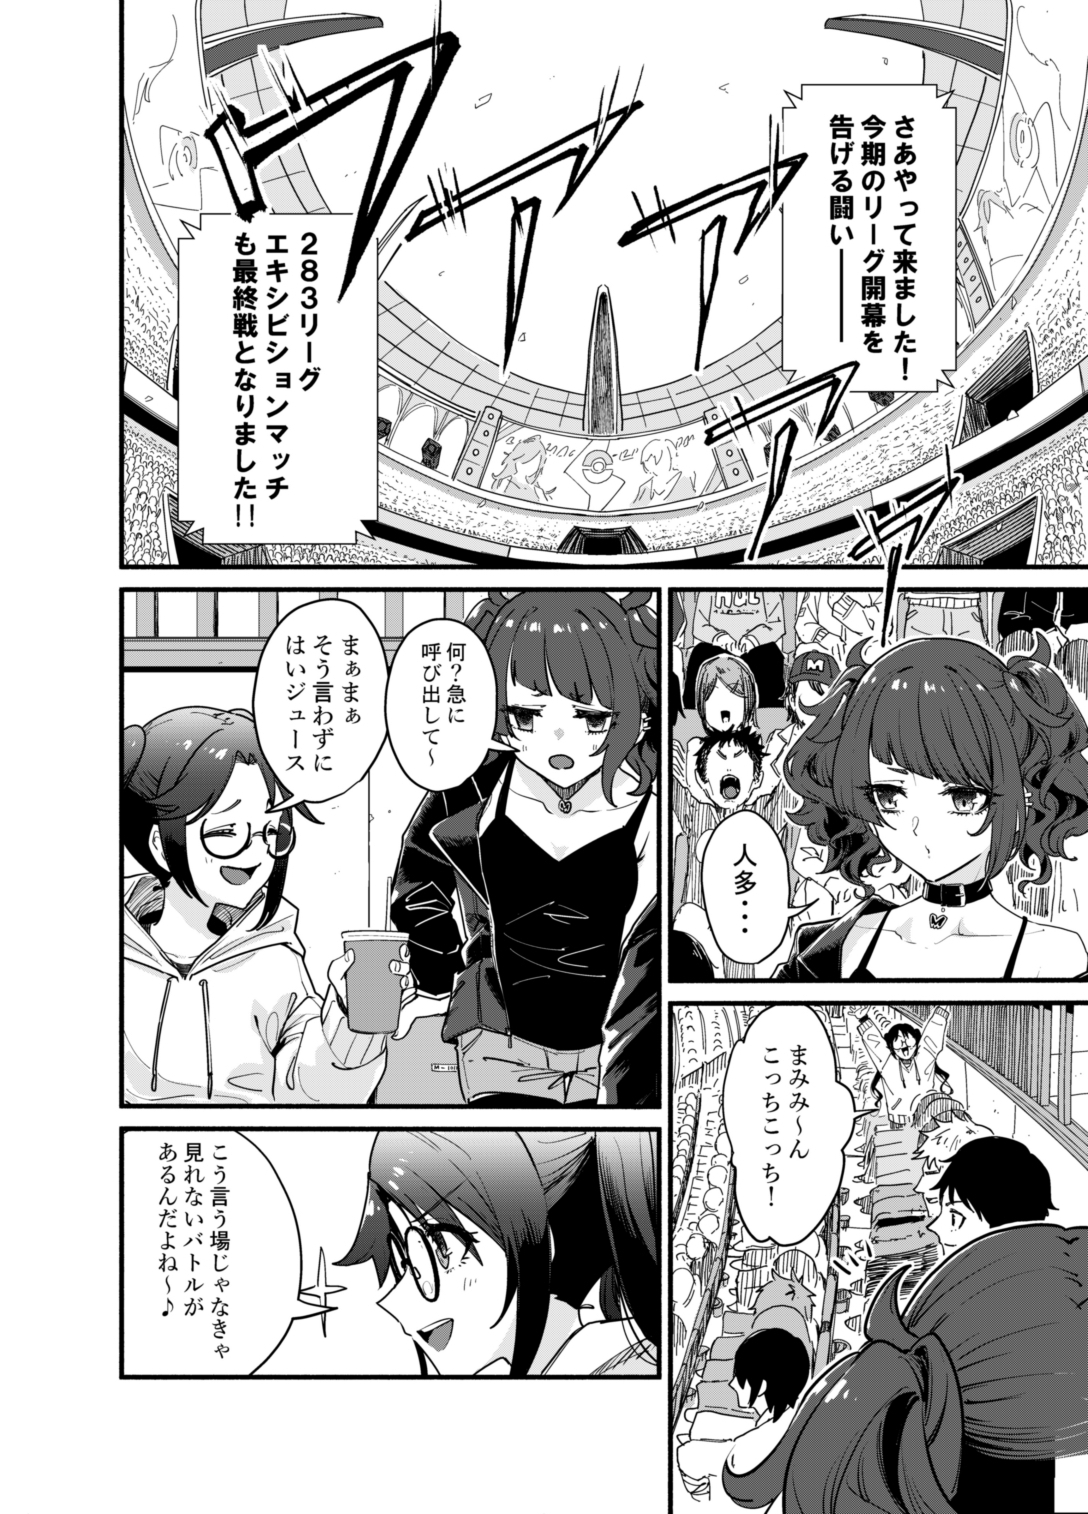 さあやって来ました！
今期のリーグ開幕を
告げる闘い――
283リーグ
エキシビションマッチ
も最終戦となりました!!
ワアアアアア
人多・・・
M
まみみ〜ん
こっちこっち！
何？急に
呼び出して〜
まぁまぁ
そう言わずに
はいジュース
こう言う場じゃなきゃ
見れないバトルが
あるんだよね〜♪